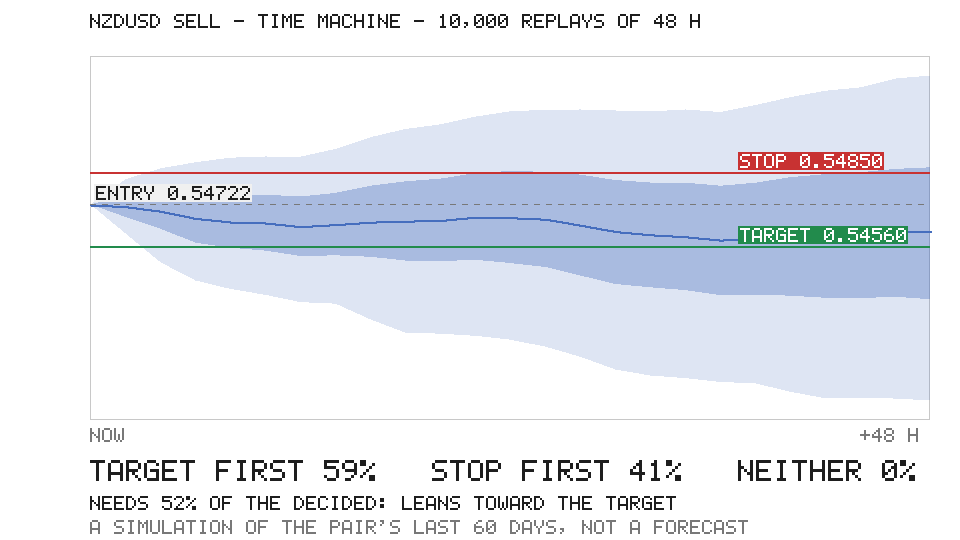 NZDUSD SELL – TIME MACHINE – 10,000 REPLAYS OF 48 H
STOP 0.54850
ENTRY 0.54722
TARGET 0.54560
NOW +48 H
TARGET FIRST 59% STOP FIRST 41% NEITHER 0%
NEEDS 52% OF THE DECIDED: LEANS TOWARD THE TARGET
A SIMULATION OF THE PAIR'S LAST 60 DAYS, NOT A FORECAST